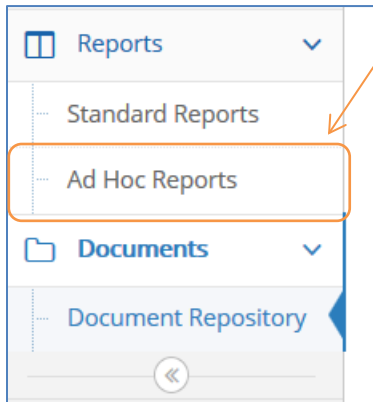 Reports
Standard Reports
Ad Hoc Reports
Documents
Document Repository